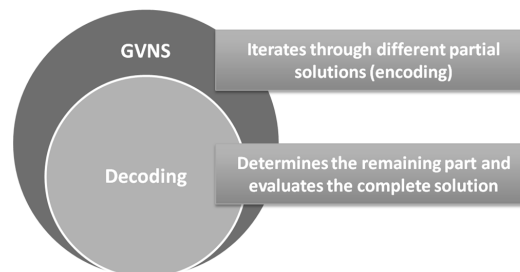 GVNS
Iterates through different partial
solutions (encoding)
Decoding
Determines the remaining part and
evaluates the complete solution